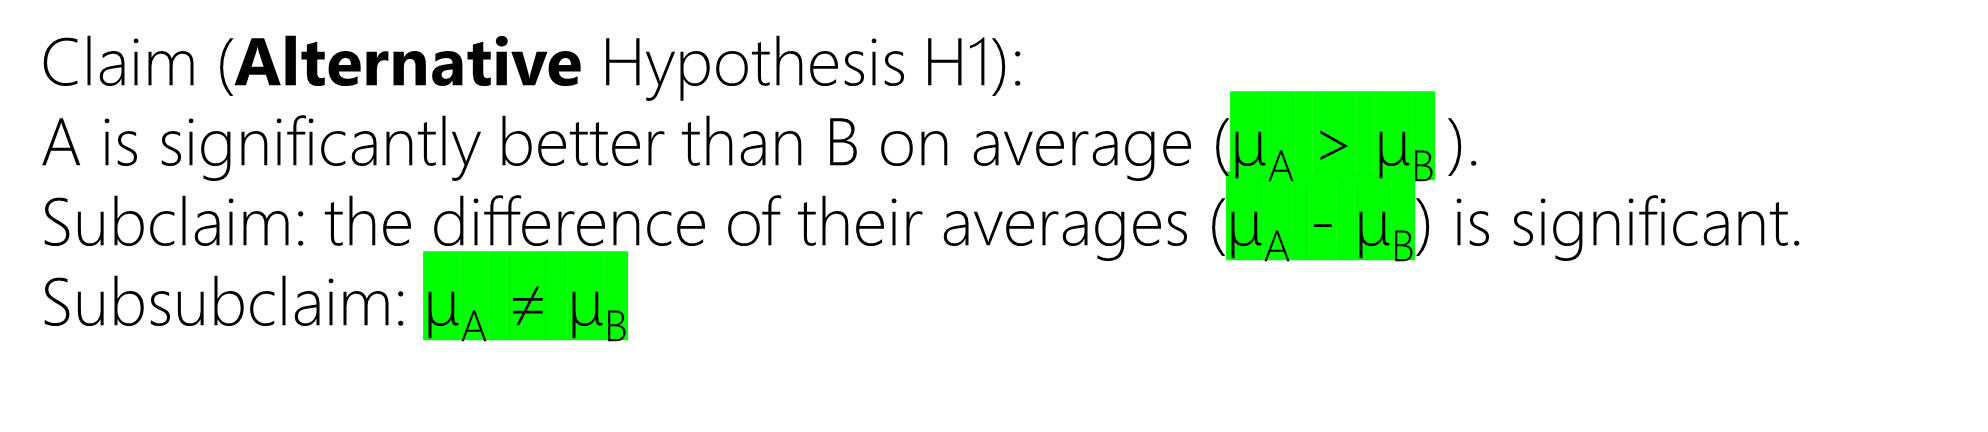 Claim (Alternative Hypothesis H1):
A is significantly better than B on average (μA > μB ).
Subclaim: the difference of their averages (μA - μB) is significant.
Subsubclaim: μA ≠ μB